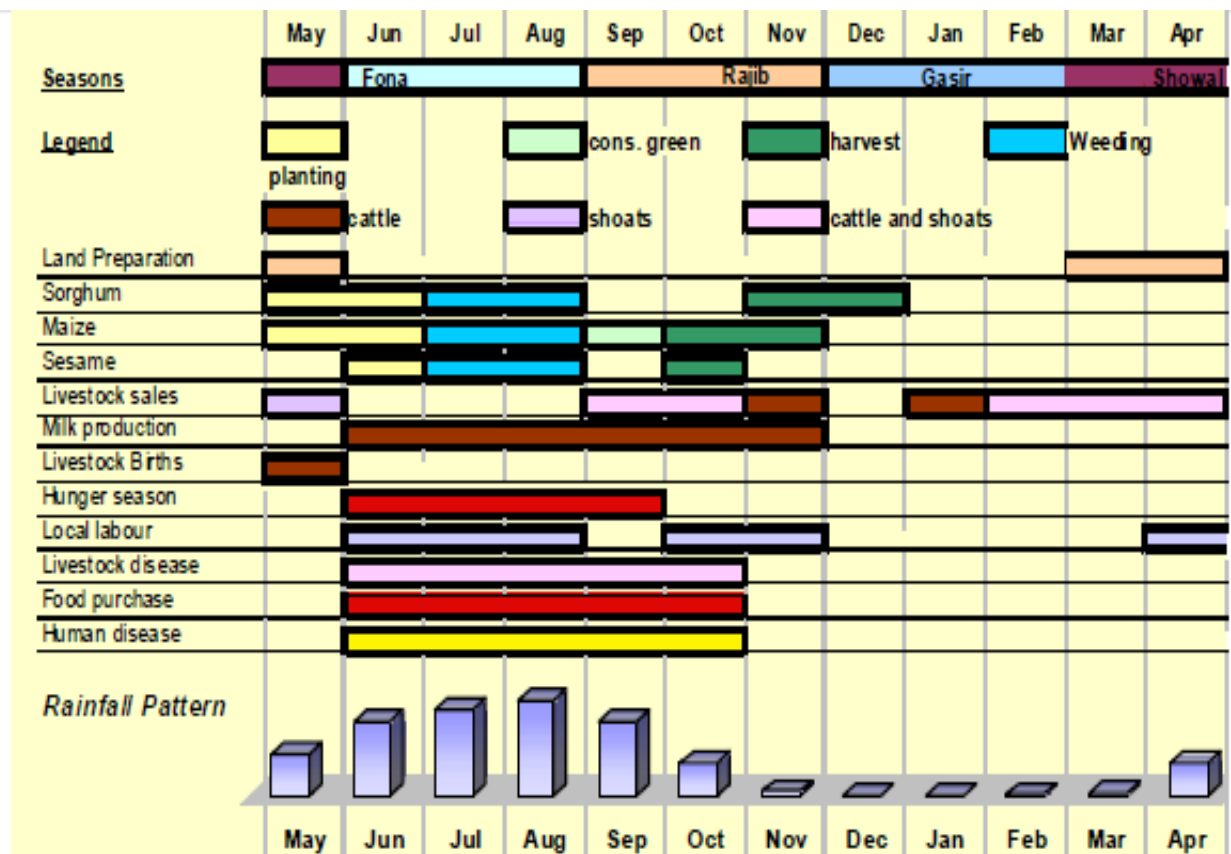 May Jun Jul Aug Sep Oct Nov Dec Jan Feb Mar Apr
Seasons Fona Rajib Gasir Showal
Legend cons. green harvest Weeding
planting
cattle shoats cattle and shoats
Land Preparation
Sorghum
Maize
Sesame
Livestock sales
Milk production
Livestock Births
Hunger season
Local labour
Livestock disease
Food purchase
Human disease
Rainfall Pattern
May Jun Jul Aug Sep Oct Nov Dec Jan Feb Mar Apr